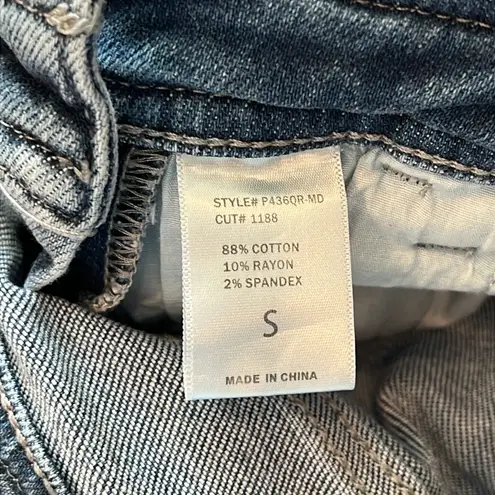 STYLE# P436QR-MD
CUT# 1188
88% COTTON
10% RAYON
2% SPANDEX
S
MADE IN CHINA